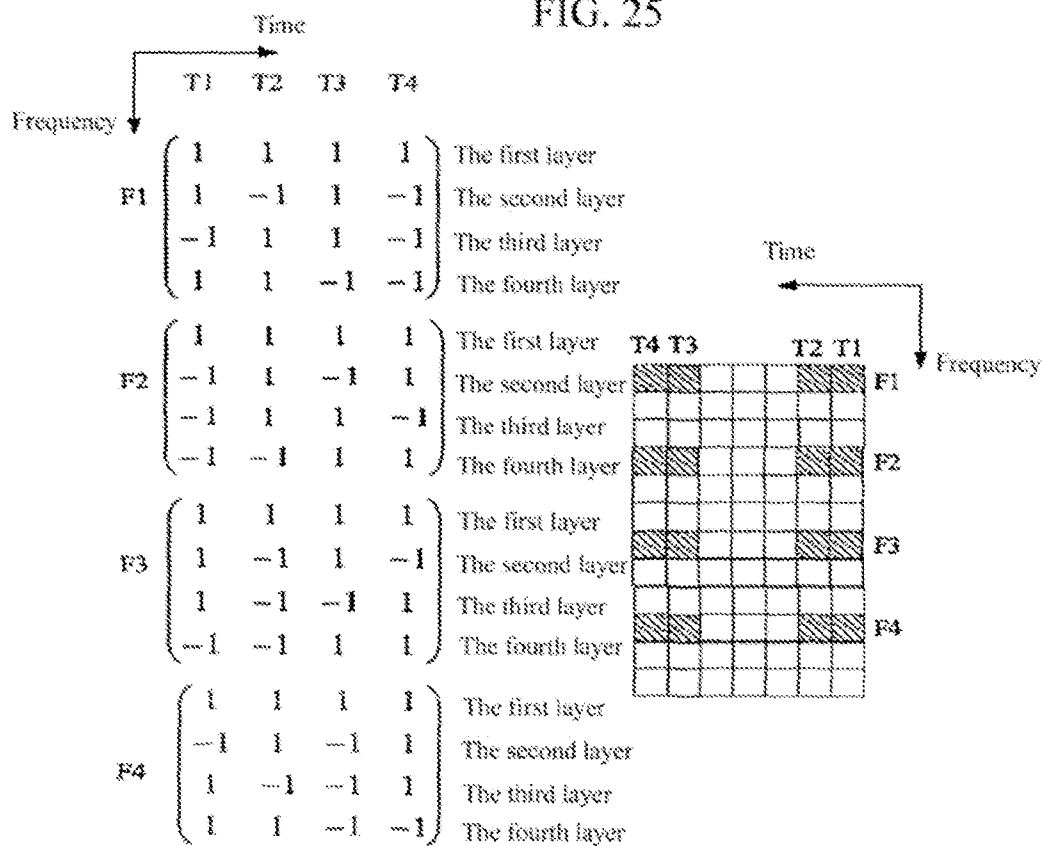 FIG. 25
Time
T1 T2 T3 T4
Frequency
F1
1 1 1 1 The first layer
1 -1 1 -1 The second layer
-1 1 1 -1 The third layer
1 1 -1 -1 The fourth layer
F2
1 1 1 1 The first layer
-1 1 -1 1 The second layer
-1 1 1 -1 The third layer
-1 -1 1 1 The fourth layer
F3
1 1 1 1 The first layer
1 -1 1 -1 The second layer
1 -1 -1 1 The third layer
-1 -1 1 1 The fourth layer
F4
1 1 1 1 The first layer
-1 1 -1 1 The second layer
1 -1 -1 1 The third layer
1 1 -1 -1 The fourth layer
Time
Frequency
T4 T3 T2 T1
F1
F2
F3
F4